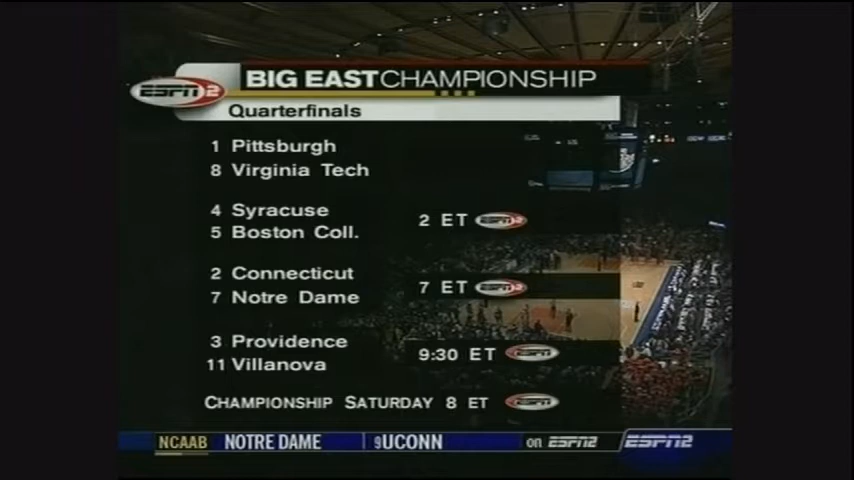 ESPN2 BIG EAST CHAMPIONSHIP
Quarterfinals
1 Pittsburgh
8 Virginia Tech
4 Syracuse
5 Boston Coll.
2 ET ESPN2
2 Connecticut
7 Notre Dame
7 ET ESPN2
3 Providence
11 Villanova
9:30 ET ESPN
CHAMPIONSHIP SATURDAY 8 ET ESPN
NCAAB NOTRE DAME 9UCONN on ESPN2 ESPN2